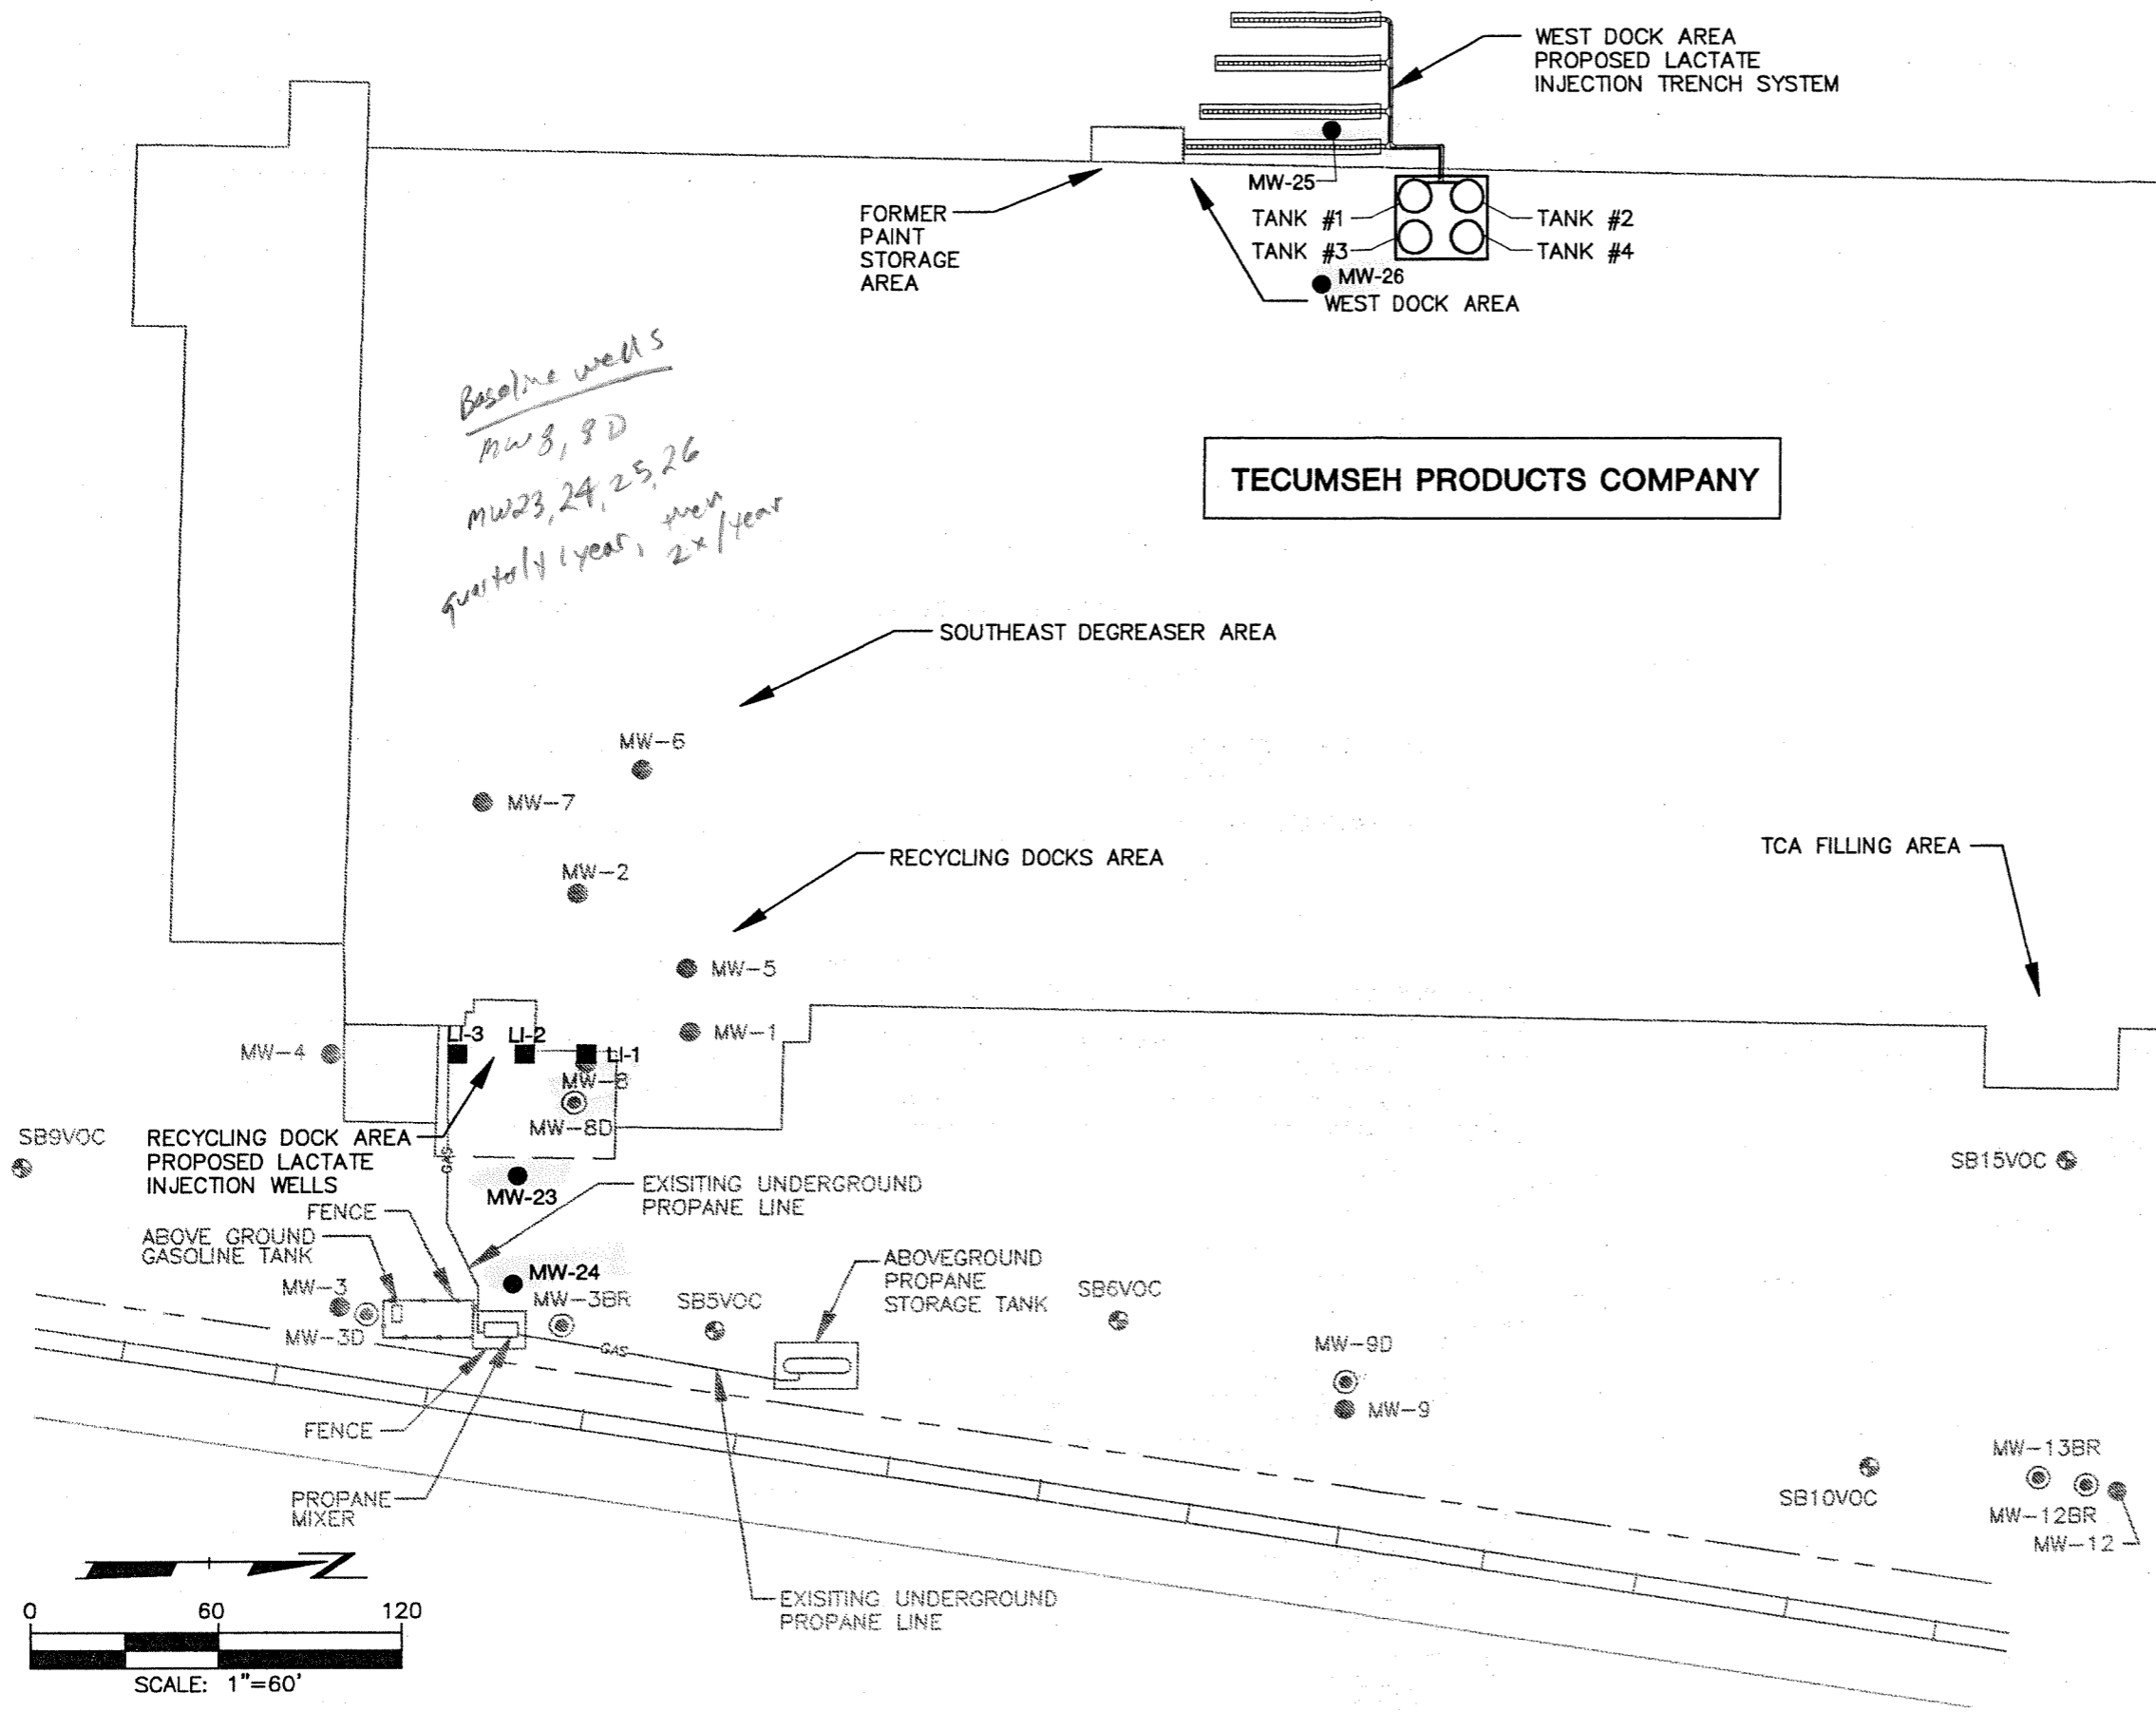 WEST DOCK AREA
PROPOSED LACTATE
INJECTION TRENCH SYSTEM
MW-25
FORMER
PAINT
STORAGE
AREA
TANK #1
TANK #2
TANK #3
TANK #4
MW-26
WEST DOCK AREA
Baseline wells
MW 8, 8D
MW23, 24, 25, 26
quarterly 1 year, then
2x/year
TECUMSEH PRODUCTS COMPANY
SOUTHEAST DEGREASER AREA
MW-6
MW-7
MW-2
RECYCLING DOCKS AREA
TCA FILLING AREA
MW-5
MW-1
MW-4
LI-3
LI-2
LI-1
MW-8
MW-8D
SB9VOC
RECYCLING DOCK AREA
PROPOSED LACTATE
INJECTION WELLS
GAS
SB15VOC
MW-23
EXISITING UNDERGROUND
PROPANE LINE
FENCE
ABOVE GROUND
GASOLINE TANK
MW-24
ABOVEGROUND
PROPANE
STORAGE TANK
MW-3
MW-3BR
SB5VOC
SB6VOC
MW-3D
GAS
MW-9D
MW-9
FENCE
MW-13BR
PROPANE
MIXER
SB10VOC
MW-12BR
MW-12
EXISITING UNDERGROUND
PROPANE LINE
N
0 60 120
SCALE: 1"=60'